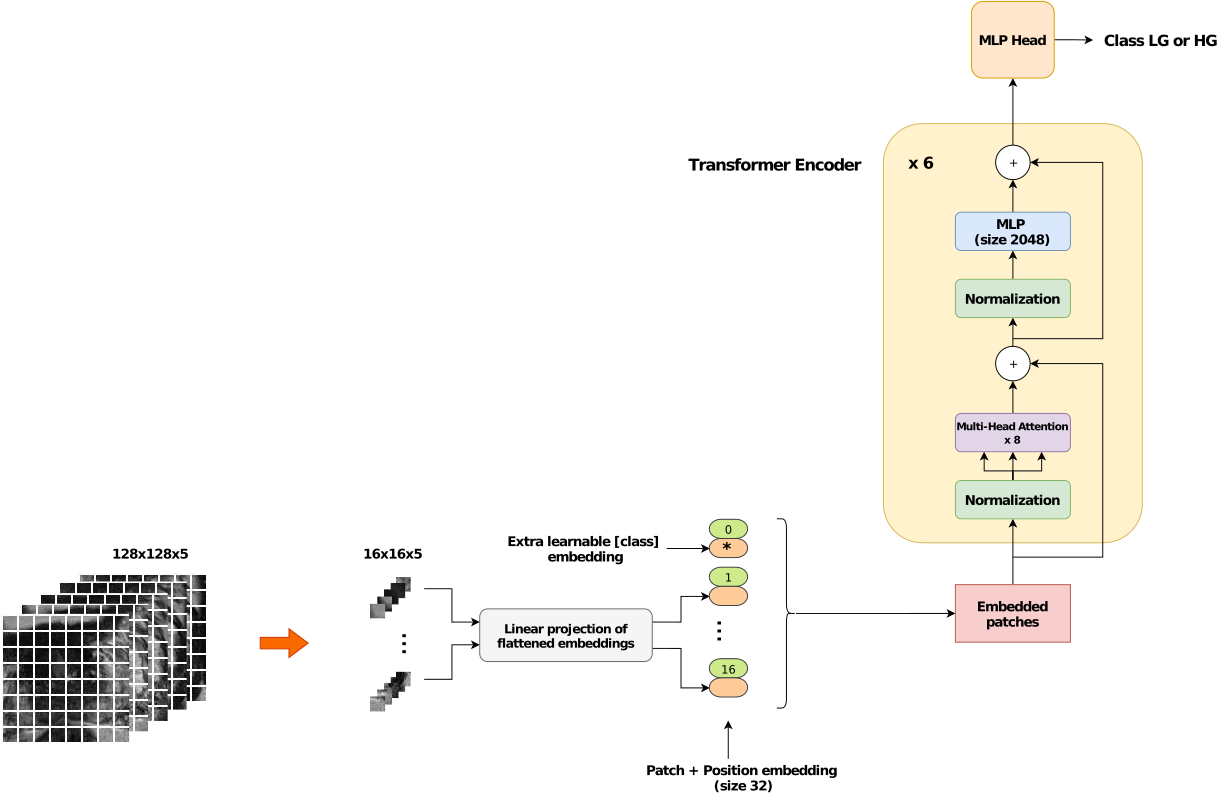 MLP Head
Class LG or HG
Transformer Encoder
x 6
+
MLP
(size 2048)
Normalization
+
Multi-Head Attention
x 8
Normalization
128x128x5
16x16x5
Extra learnable [class]
embedding
0
*
1
...
...
16
Linear projection of
flattened embeddings
Embedded
patches
Patch + Position embedding
(size 32)